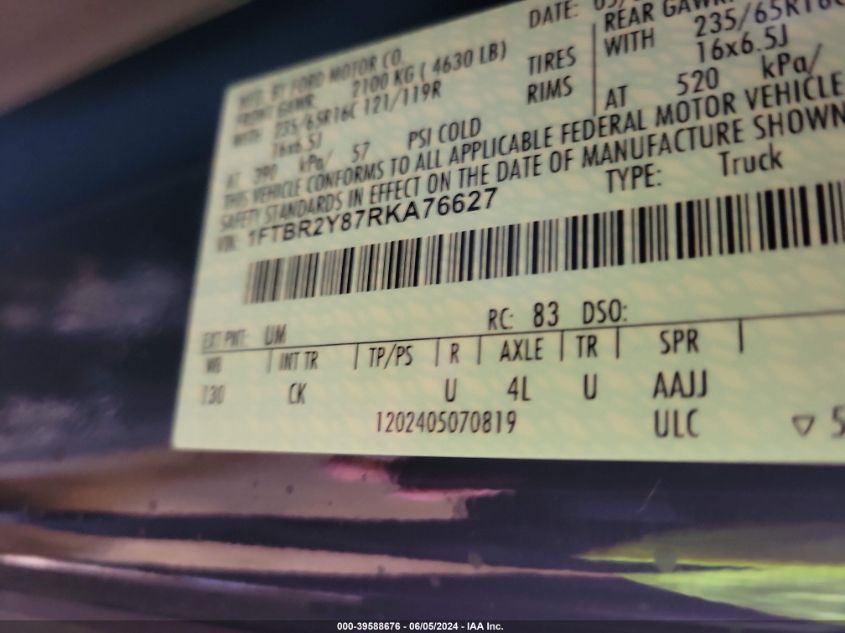 MFD. BY FORD MOTOR CO. DATE:
FRONT GAWR: 2100 KG ( 4630 LB) REAR GAWR:
WITH 235/65R16C 121/119R TIRES WITH 235/65R16C
16x6.5J RIMS 16x6.5J
AT 390 kPa/ 57 PSI COLD AT 520 kPa/
THIS VEHICLE CONFORMS TO ALL APPLICABLE FEDERAL MOTOR VEHICLE
SAFETY STANDARDS IN EFFECT ON THE DATE OF MANUFACTURE SHOWN
VIN: 1FTBR2Y87RKA76627 TYPE: Truck
EXT PNT: UM RC: 83 DSO:
WB INT TR TP/PS R AXLE TR SPR
130 CK U 4L U AAJJ
1202405070819 ULC ▽ 5
000-39588676 - 06/05/2024 - IAA Inc.